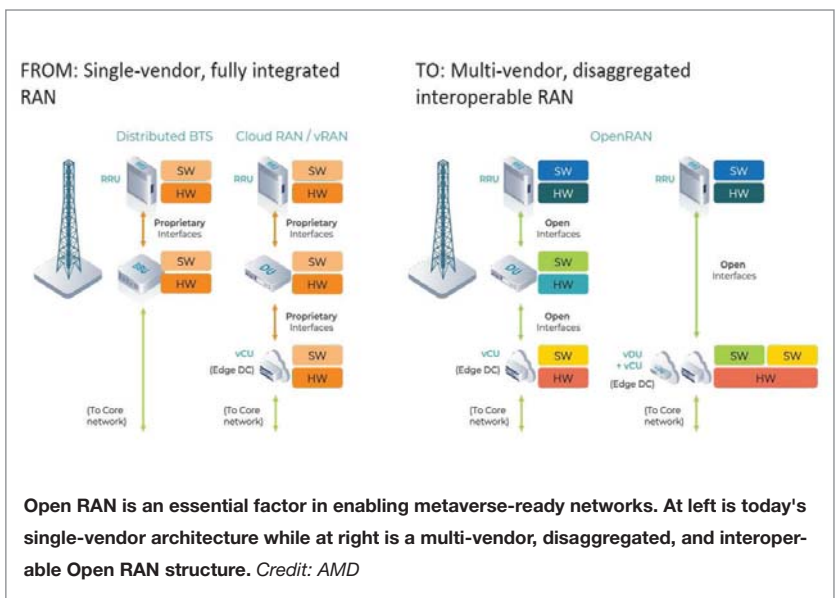 FROM: Single-vendor, fully integrated
RAN
Distributed BTS
Cloud RAN / vRAN
RRU
SW
HW
Proprietary
Interfaces
SW
HW
(To Core
network)
RRU
SW
HW
Proprietary
Interfaces
DU
SW
HW
Proprietary
Interfaces
vCU
(Edge DC)
SW
HW
(To Core
network)
TO: Multi-vendor, disaggregated
interoperable RAN
OpenRAN
RRU
SW
HW
Open
Interfaces
DU
SW
HW
Open
Interfaces
vCU
(Edge DC)
SW
HW
(To Core
network)
RRU
SW
HW
Open
Interfaces
vDU
+ vCU
(Edge DC)
SW
SW
HW
(To Core
network)
Open RAN is an essential factor in enabling metaverse-ready networks. At left is today's
single-vendor architecture while at right is a multi-vendor, disaggregated, and interoper-
able Open RAN structure. Credit: AMD